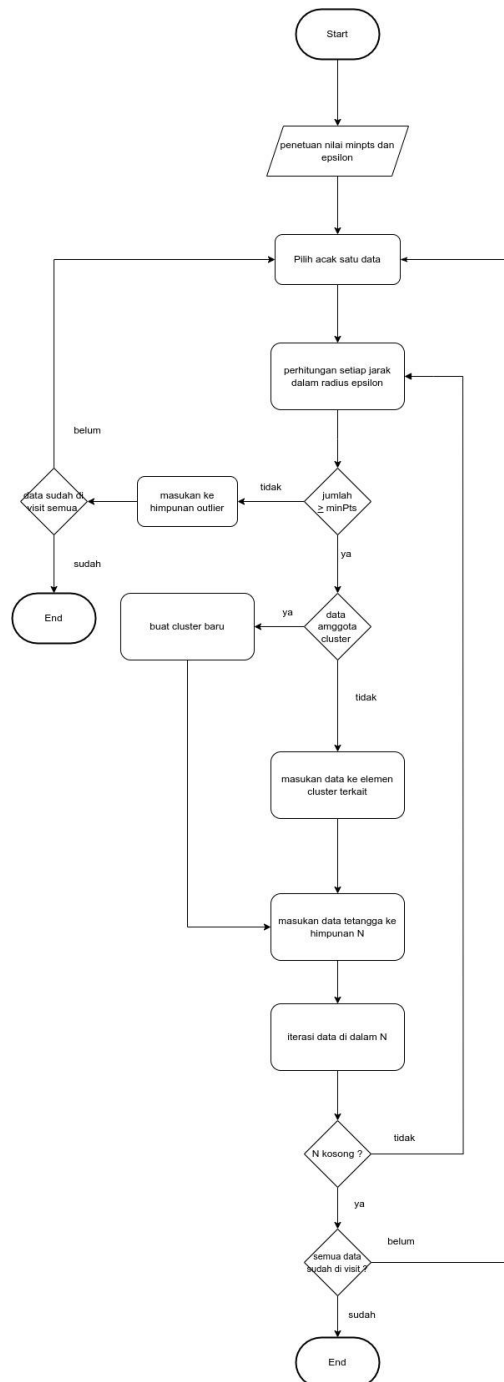 Start
penetuan nilai minpts dan
epsilon
Pilih acak satu data
perhitungan setiap jarak
dalam radius epsilon
belum
data sudah di
visit semua
masukan ke
himpunan outlier
tidak
jumlah
≥ minPts
sudah
ya
End
buat cluster baru
ya
data
amggota
cluster
tidak
masukan data ke elemen
cluster terkait
masukan data tetangga ke
himpunan N
iterasi data di dalam N
N kosong ?
tidak
ya
semua data
sudah di visit ?
belum
sudah
End